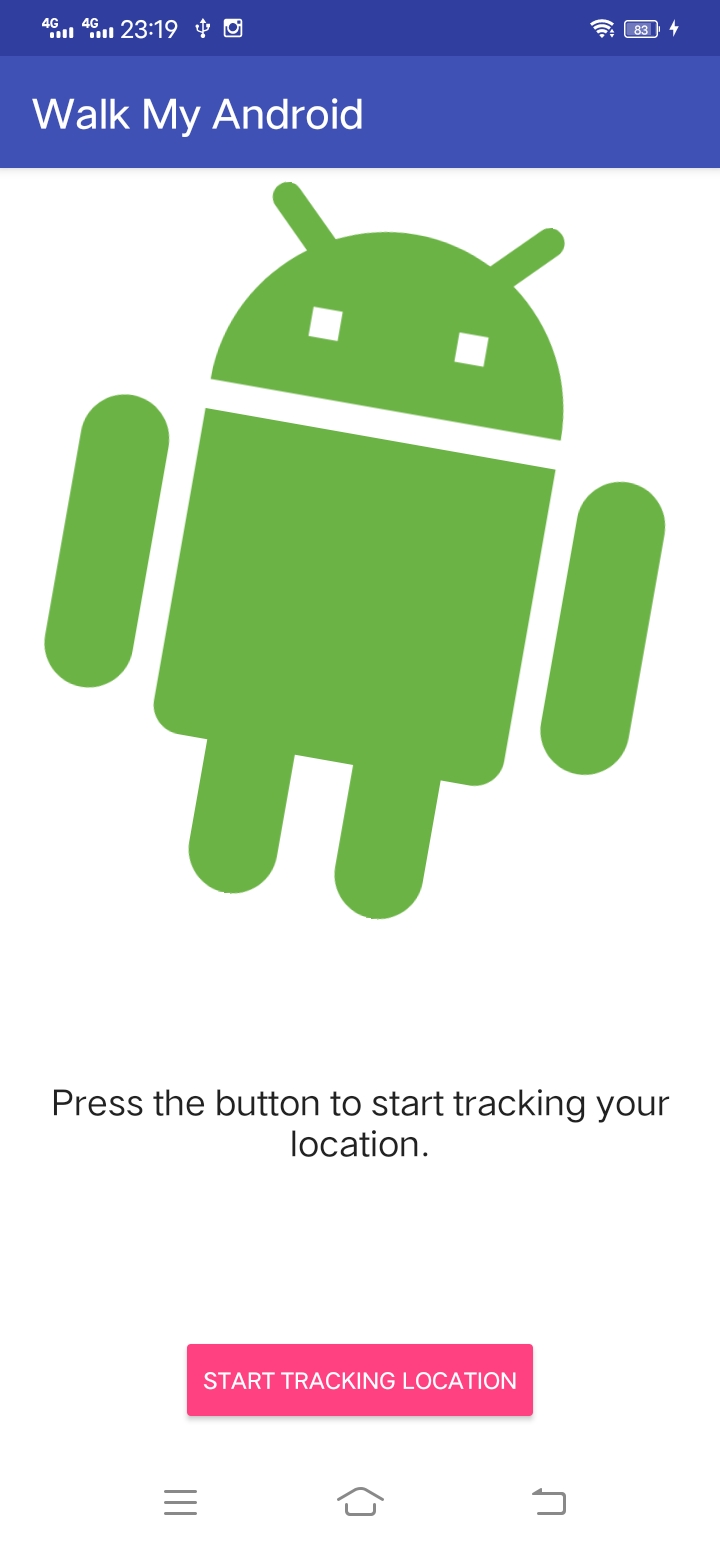 4G 4G 23:19 83
Walk My Android
Press the button to start tracking your
location.
START TRACKING LOCATION